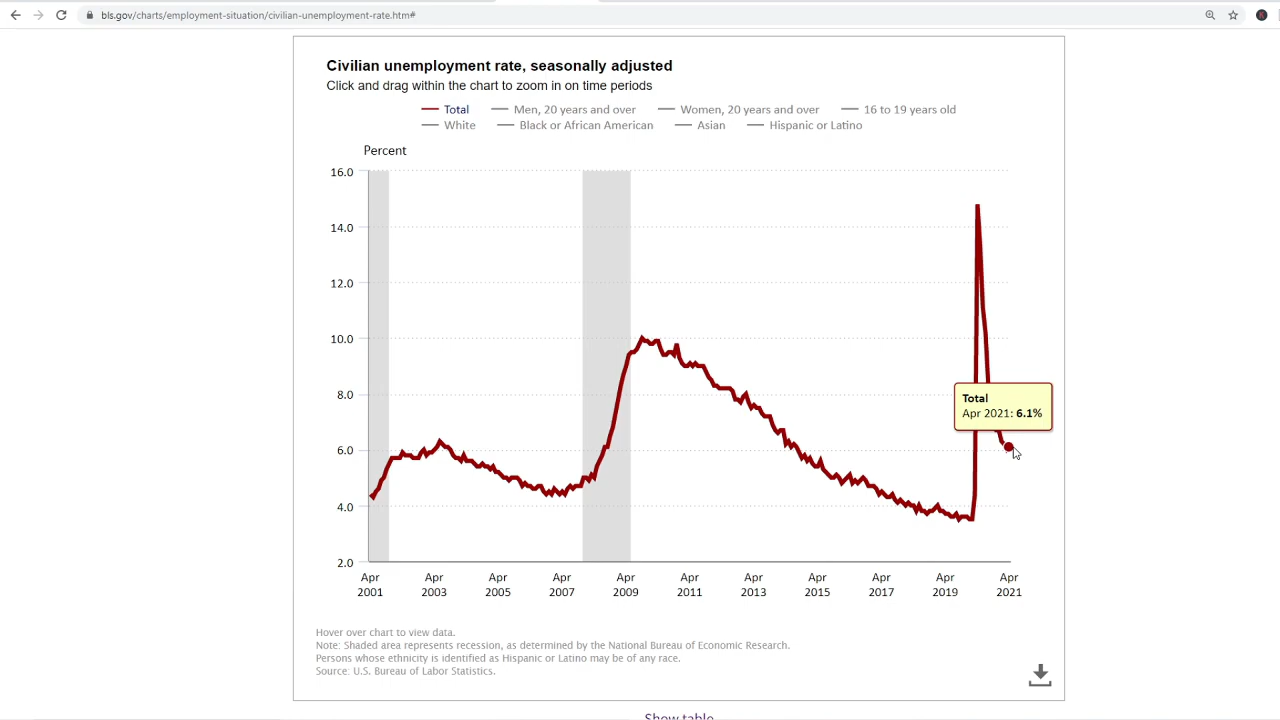 bls.gov/charts/employment-situation/civilian-unemployment-rate.htm#
Civilian unemployment rate, seasonally adjusted
Click and drag within the chart to zoom in on time periods
Total Men, 20 years and over Women, 20 years and over 16 to 19 years old
White Black or African American Asian Hispanic or Latino
Percent
16.0
14.0
12.0
10.0
8.0
6.0
4.0
2.0
Total
Apr 2021: 6.1%
Apr Apr Apr Apr Apr Apr Apr Apr Apr Apr Apr
2001 2003 2005 2007 2009 2011 2013 2015 2017 2019 2021
Hover over chart to view data.
Note: Shaded area represents recession, as determined by the National Bureau of Economic Research.
Persons whose ethnicity is identified as Hispanic or Latino may be of any race.
Source: U.S. Bureau of Labor Statistics.
Show table